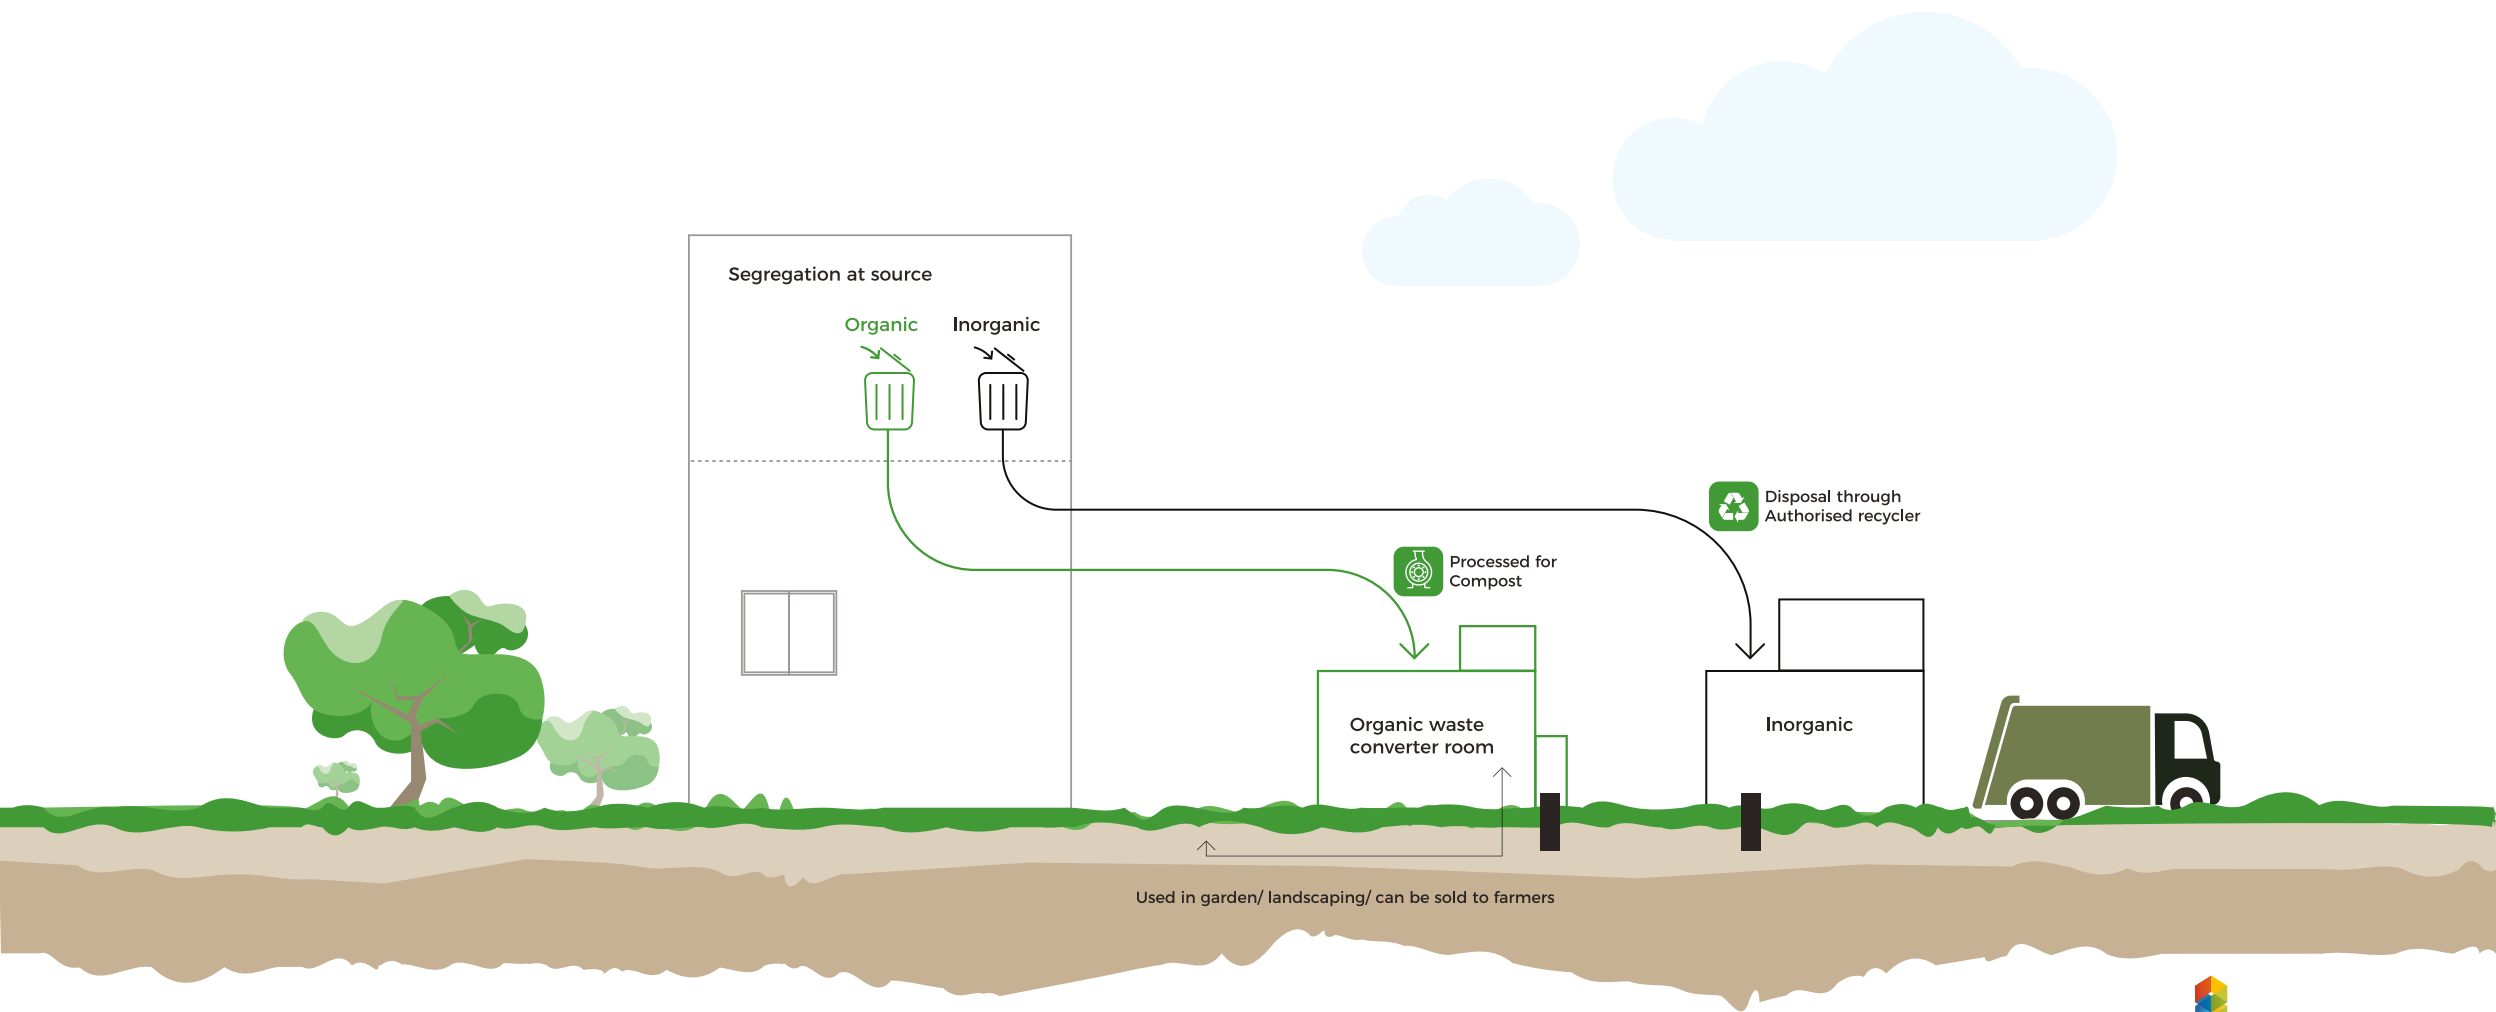 Segregation at source
Organic
Inorganic
Disposal through
Authorised recycler
Processed for
Compost
Organic waste
converter room
Inorganic
Used in garden/ landscaping/ can be sold to farmers